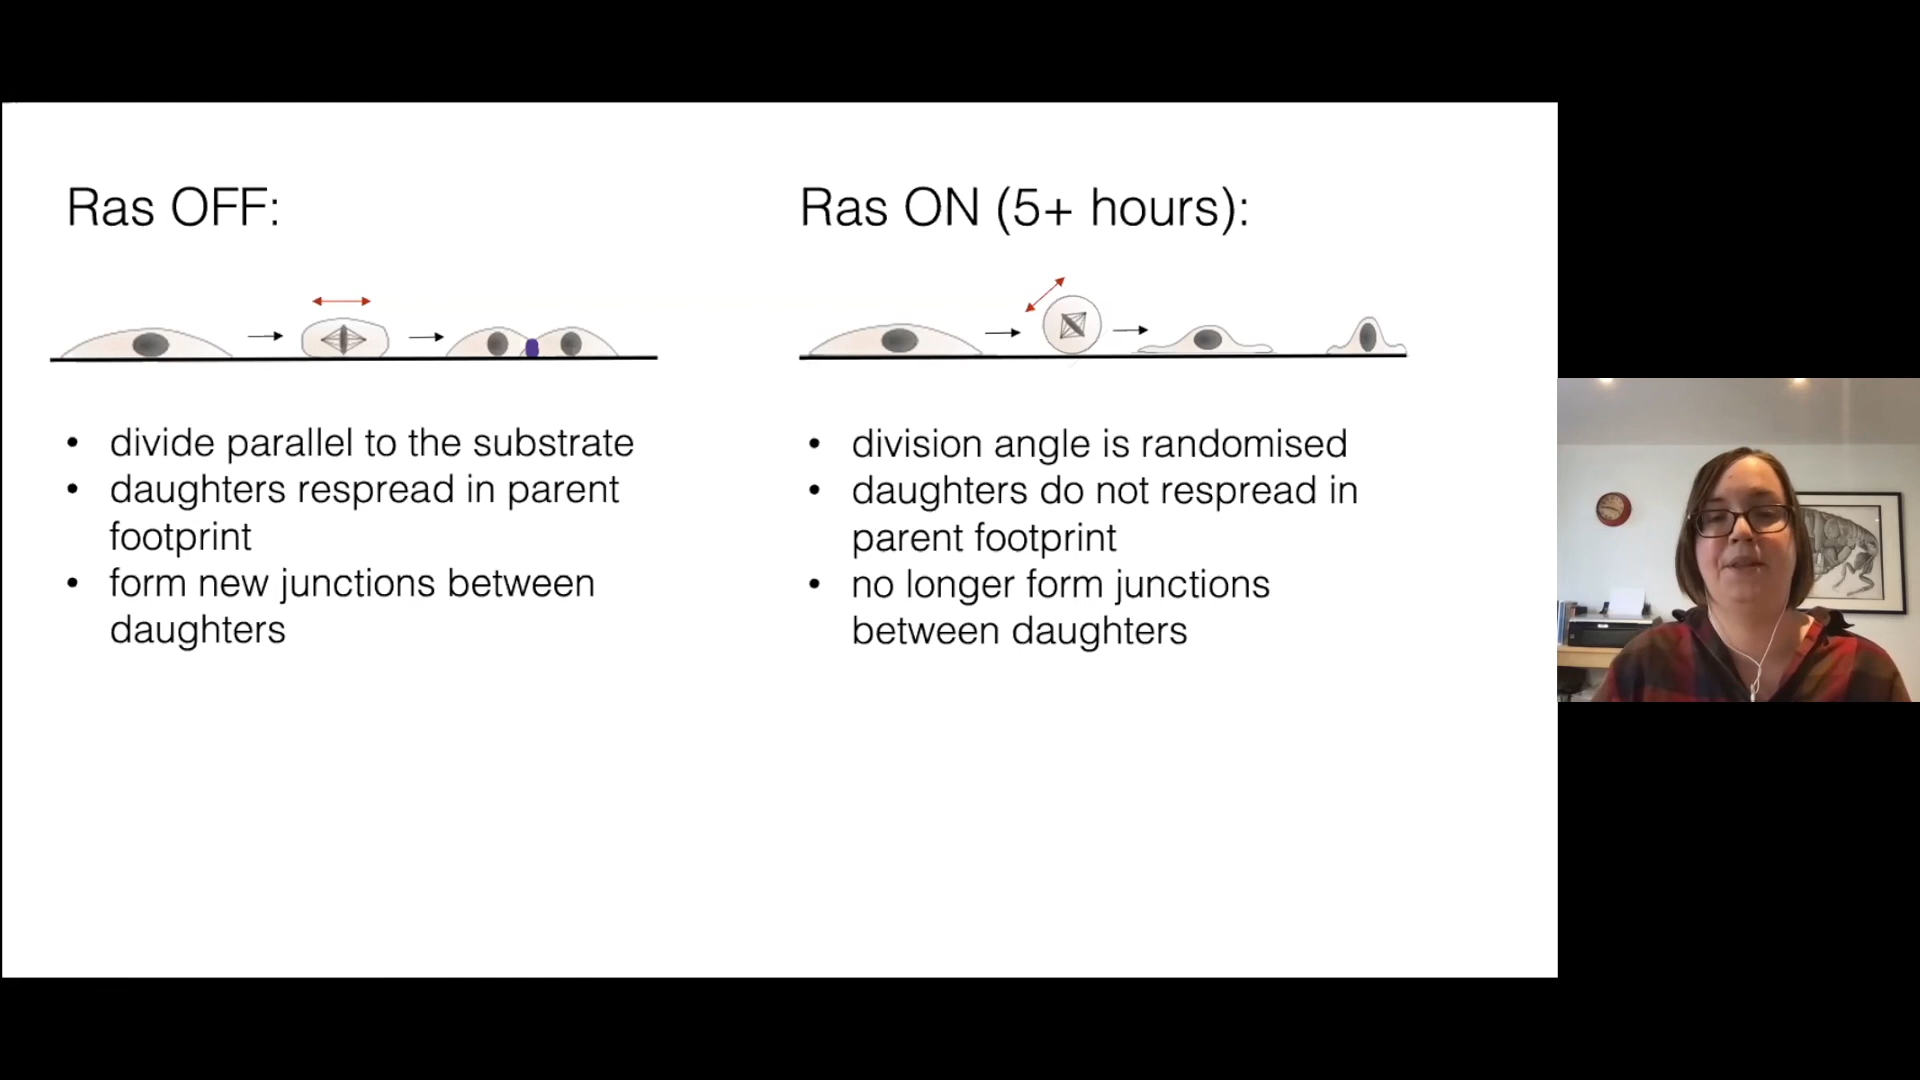 Ras OFF:
• divide parallel to the substrate
• daughters respread in parent
footprint
• form new junctions between
daughters
Ras ON (5+ hours):
• division angle is randomised
• daughters do not respread in
parent footprint
• no longer form junctions
between daughters